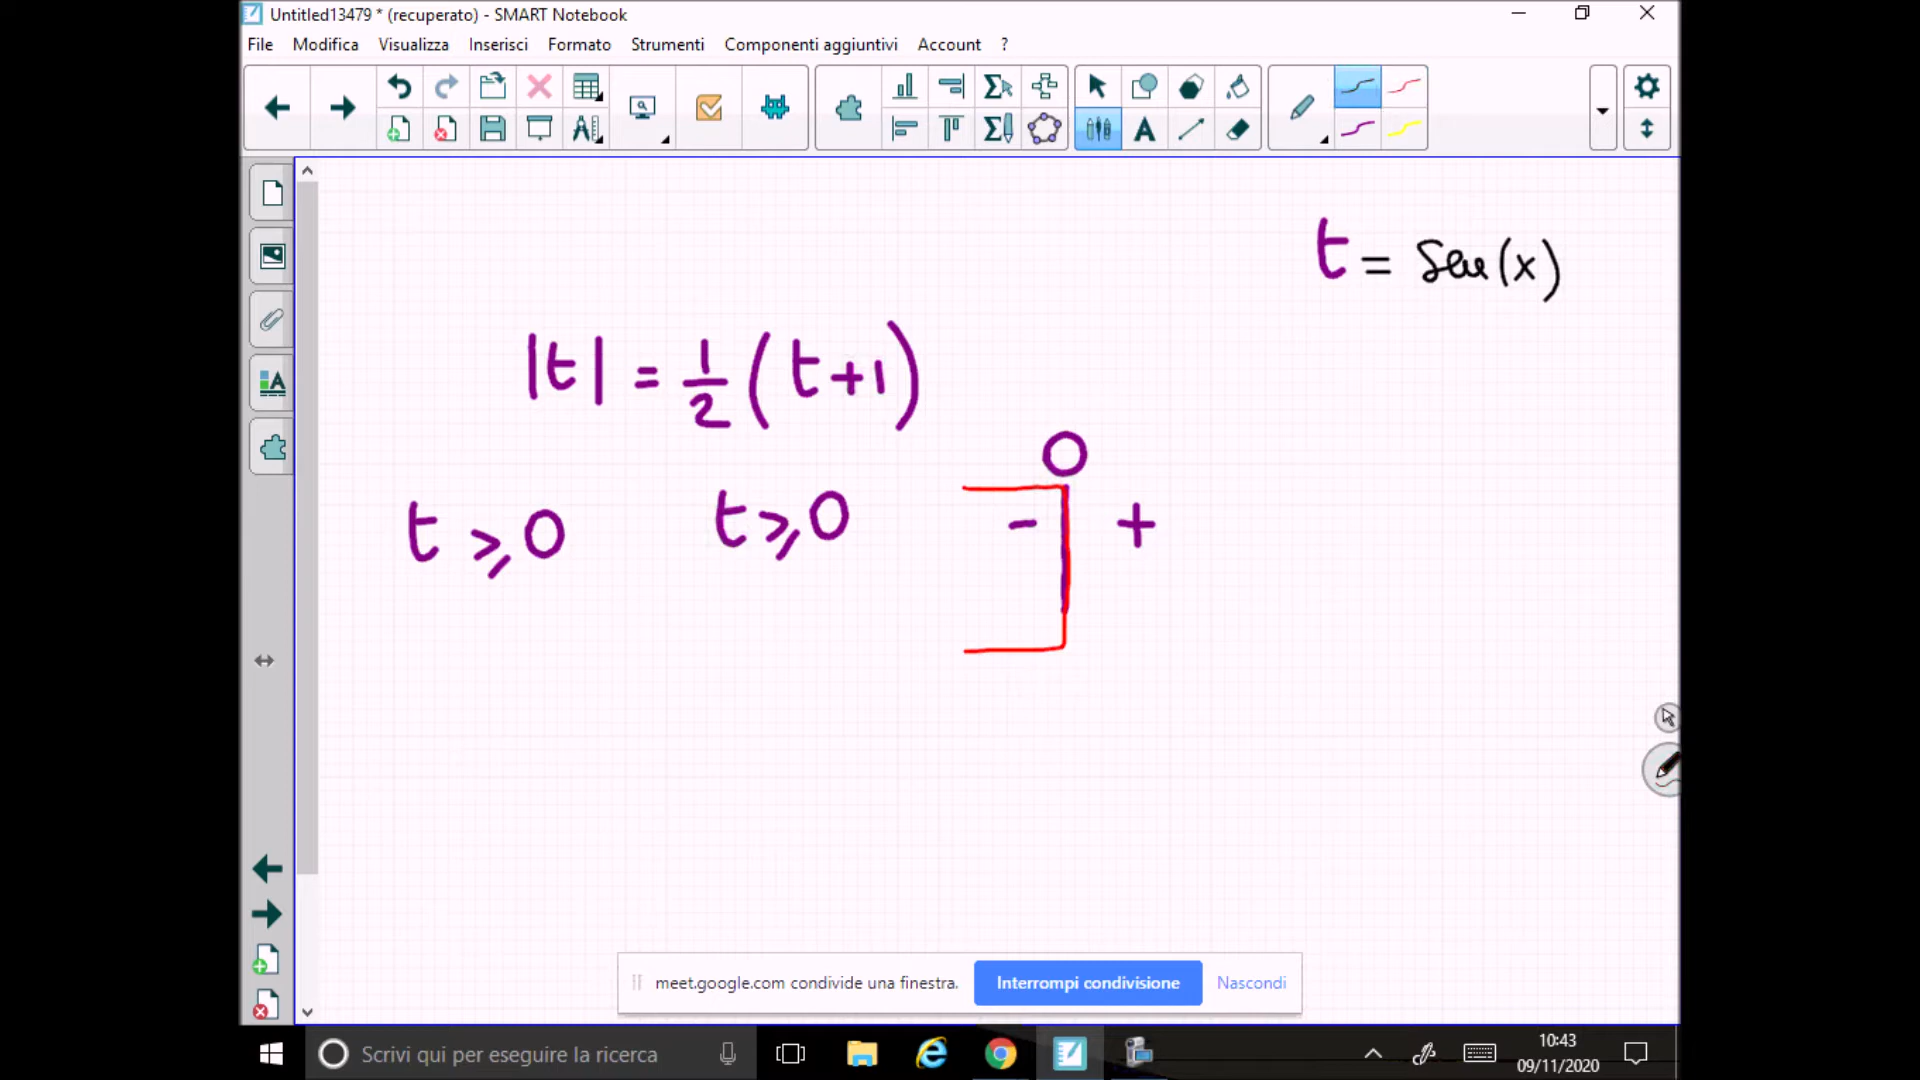 Untitled13479 * (recuperato) - SMART Notebook
File Modifica Visualizza Inserisci Formato Strumenti Componenti aggiuntivi Account ?
t = Sen(x)
|t| = 1/2 (t+1)
0
t ⩾ 0 t ⩾ 0 - +
meet.google.com condivide una finestra. Interrompi condivisione Nascondi
Scrivi qui per eseguire la ricerca
10:43
09/11/2020